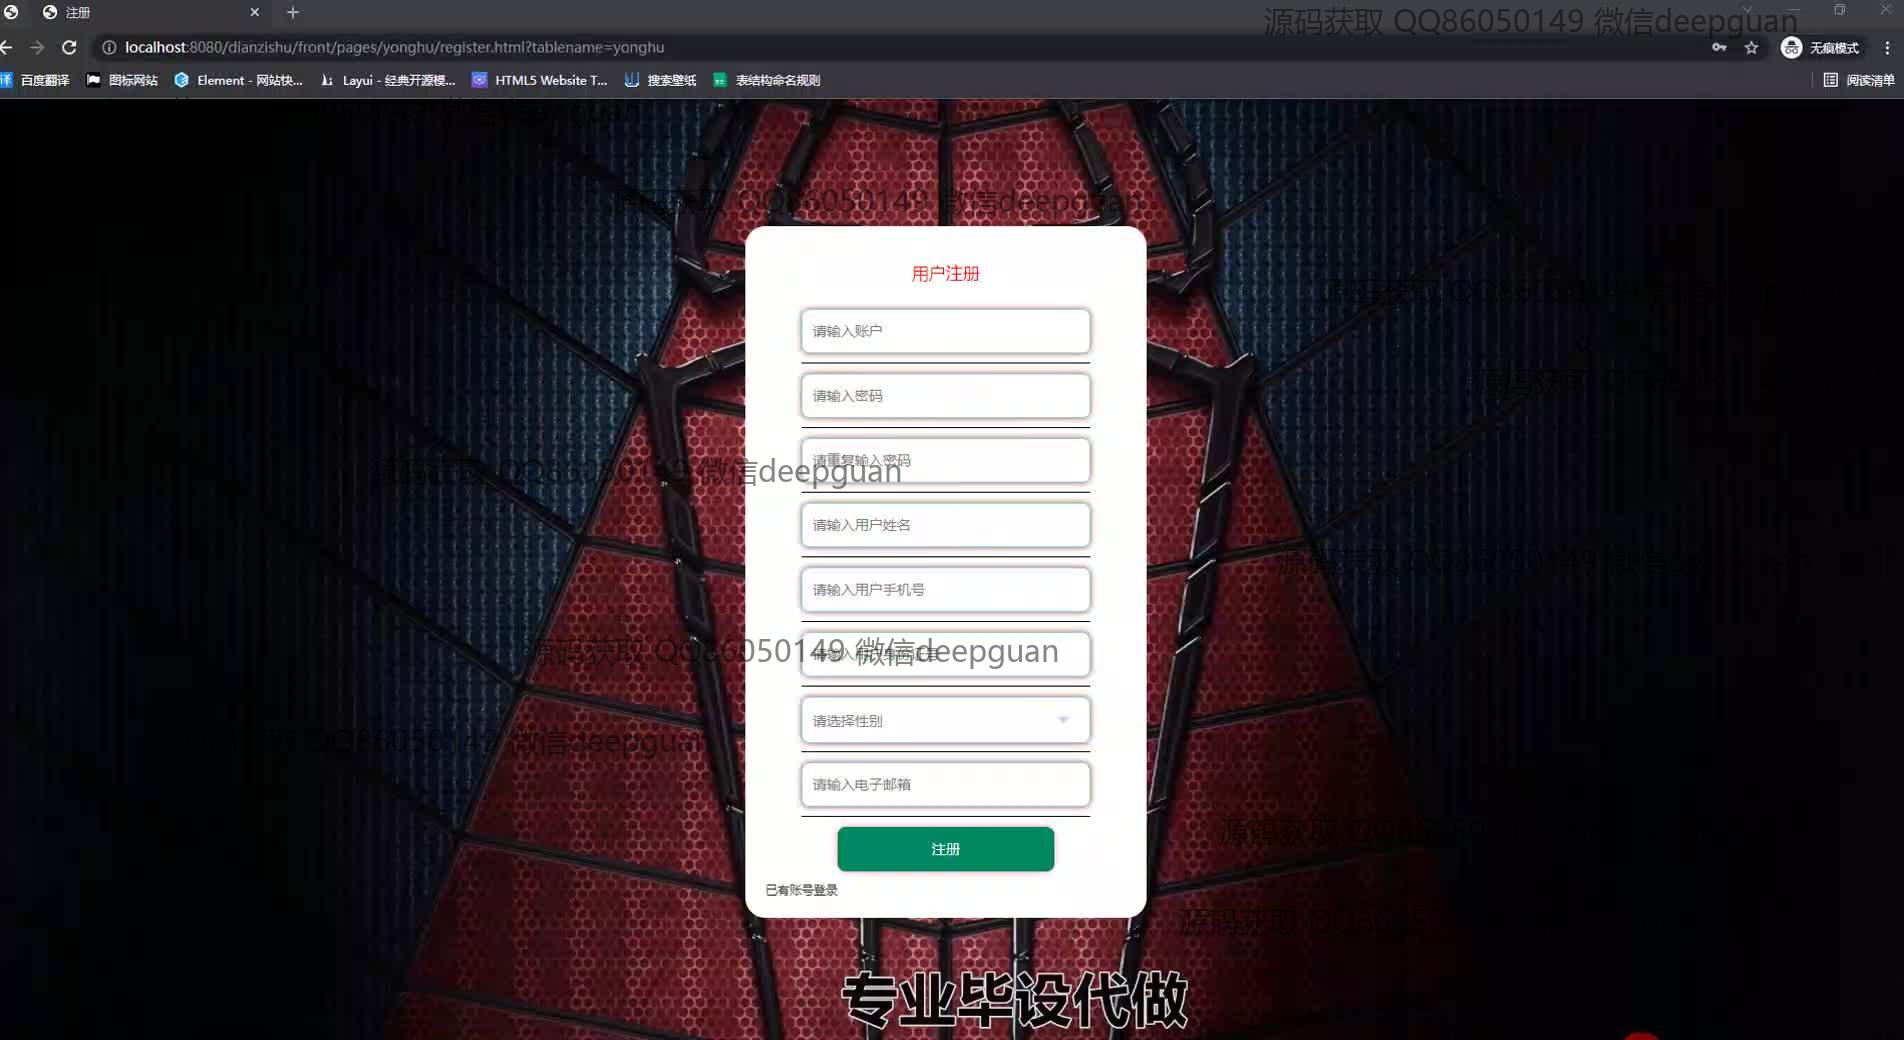 注册
源码获取 QQ86050149 微信deepguan
localhost:8080/dianzishu/front/pages/yonghu/register.html?tablename=yonghu
无痕模式
百度翻译
图标网站
Element - 网站快...
Layui - 经典开源模...
HTML5 Website T...
搜索壁纸
表结构命名规则
阅读清单
源码获取 QQ86050149 微信deepguan
用户注册
请输入账户
请输入密码
请重复输入密码
源码获取 QQ86050149 微信deepguan
请输入用户姓名
源码获取 QQ86050149
请输入用户手机号
源码获取 QQ86050149 微信deepguan
请选择性别
QQ86050149 微信deepguan
请输入电子邮箱
源码获取
注册
已有账号登录
源码获取
专业毕设代做